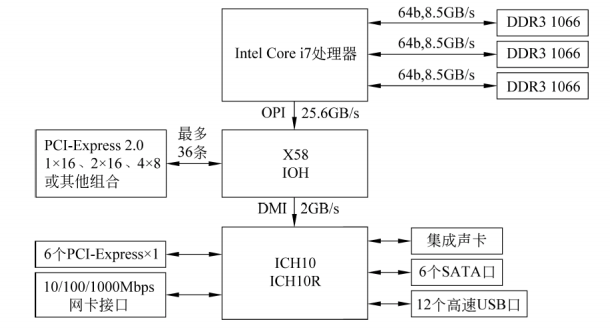 64b,8.5GB/s
DDR3 1066
Intel Core i7处理器
64b,8.5GB/s
DDR3 1066
64b,8.5GB/s
DDR3 1066
OPI
25.6GB/s
PCI-Express 2.0
1×16、2×16、4×8
或其他组合
最多
36条
X58
IOH
DMI
2GB/s
6个PCI-Express×1
10/100/1000Mbps
网卡接口
ICH10
ICH10R
集成声卡
6个SATA口
12个高速USB口